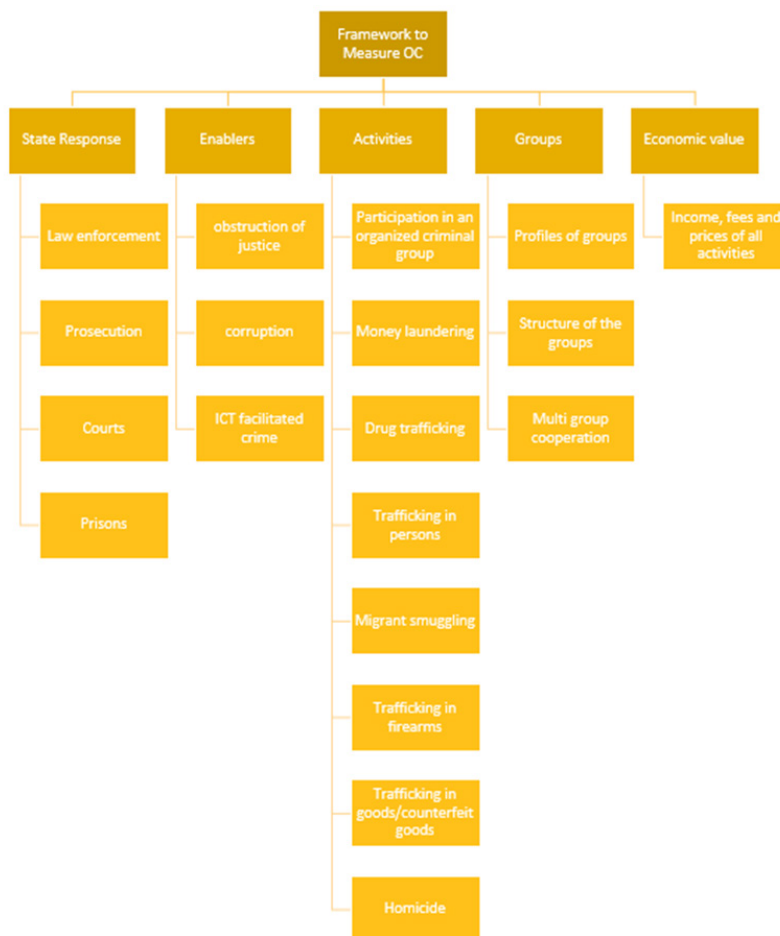 Framework to
Measure OC
State Response
Enablers
Activities
Groups
Economic value
Law enforcement
Prosecution
Courts
Prisons
obstruction of
justice
corruption
ICT facilitated
crime
Participation in an
organized criminal
group
Money laundering
Drug trafficking
Trafficking in
persons
Migrant smuggling
Trafficking in
firearms
Trafficking in
goods/counterfeit
goods
Homicide
Profiles of groups
Structure of the
groups
Multi group
cooperation
Income, fees and
prices of all
activities